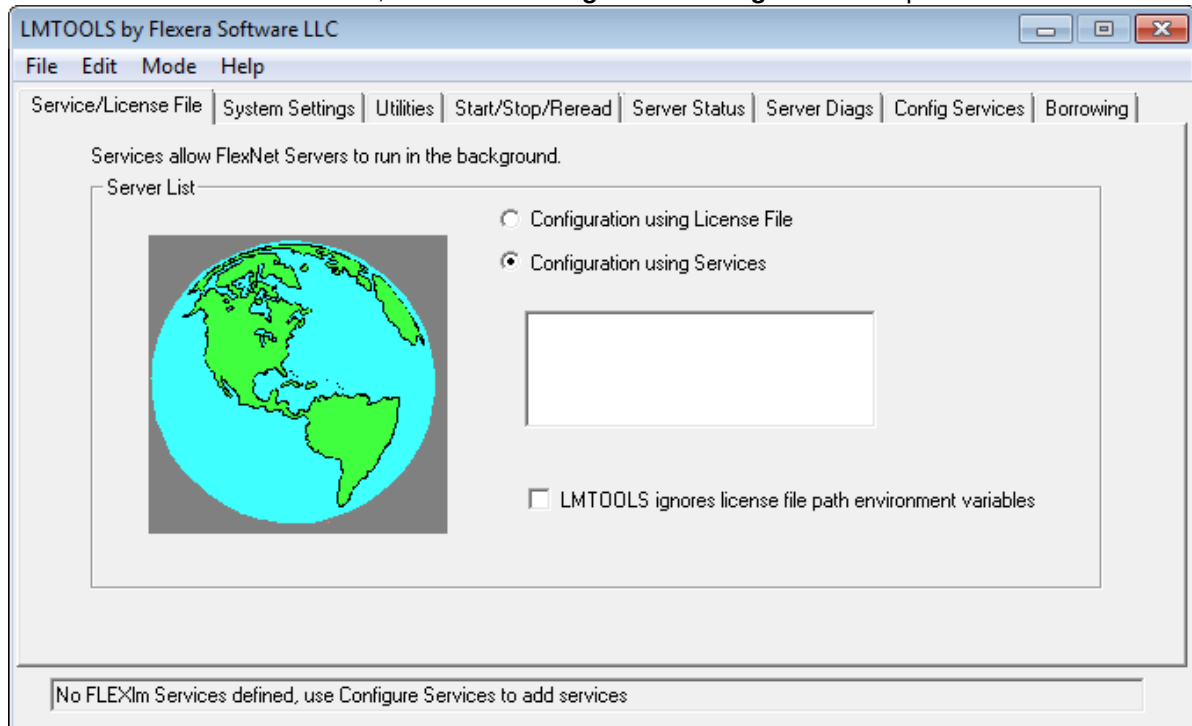 LMTOOLS by Flexera Software LLC
File Edit Mode Help
Service/License File System Settings Utilities Start/Stop/Reread Server Status Server Diags Config Services Borrowing
Services allow FlexNet Servers to run in the background.
Server List
Configuration using License File
Configuration using Services
LMTOOLS ignores license file path environment variables
No FLEXlm Services defined, use Configure Services to add services